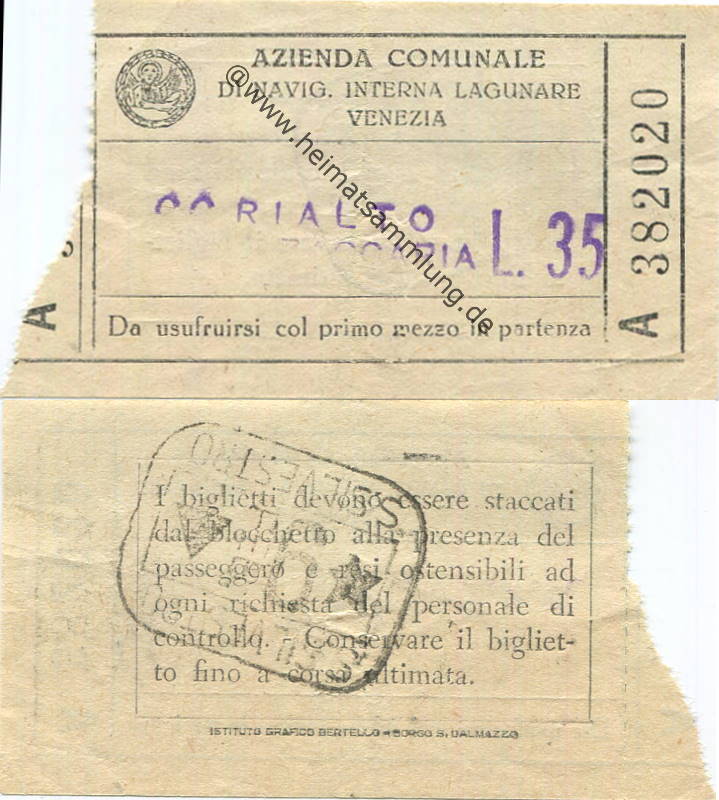 AZIENDA COMUNALE
DI NAVIG. INTERNA LAGUNARE
VENEZIA
RIALTO
L. 35
Da usufruirsi col primo mezzo in partenza
A 382020
A
@www.heimatsammlung.de
S. SILVESTRO
I biglietti devono essere staccati
dal blocchetto alla presenza del
passeggero e resi ostensibili ad
ogni richiesta del personale di
controllo. - Conservare il bigliet-
to fino a corsa ultimata.
ISTITUTO GRAFICO BERTELLO - BORGO S. DALMAZZO